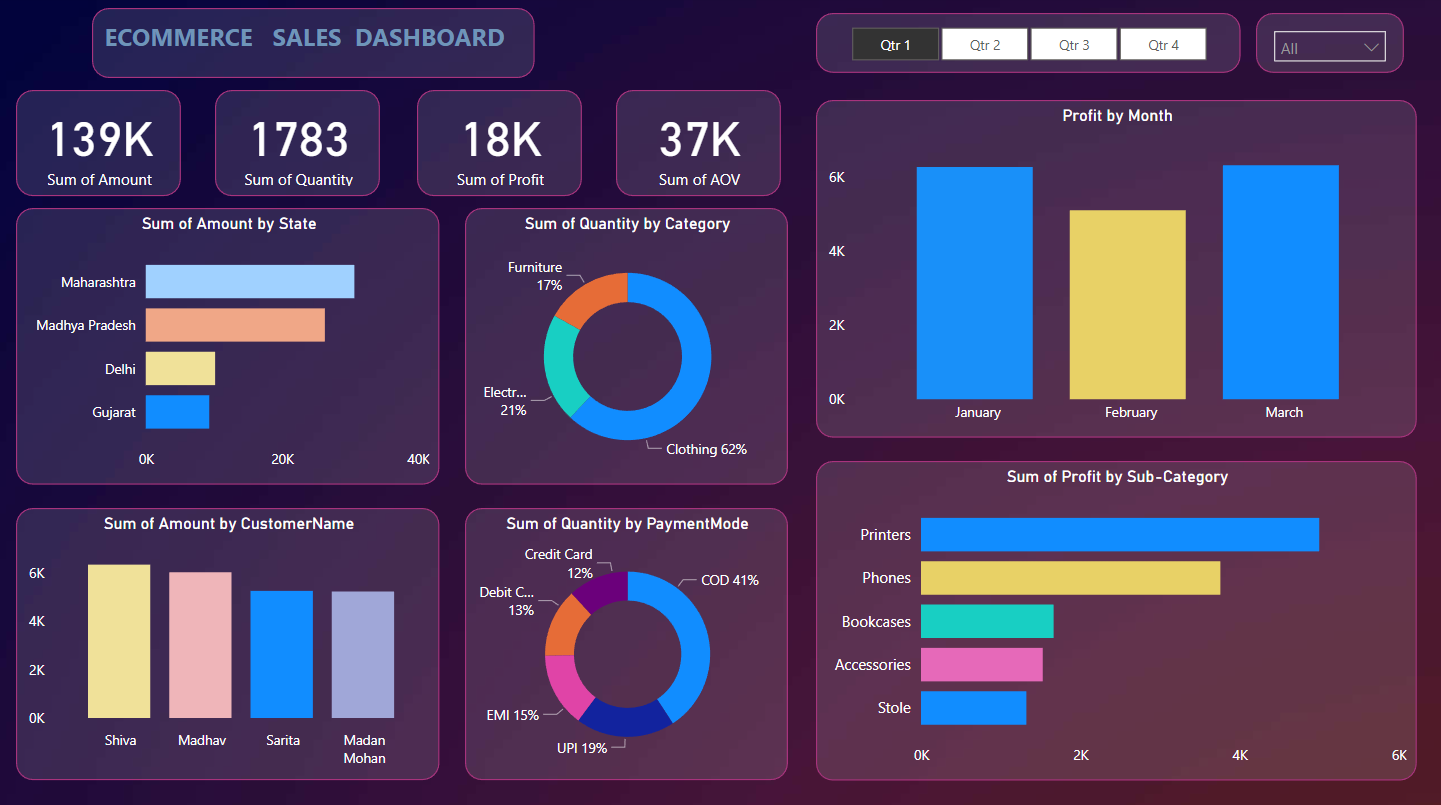 ECOMMERCE SALES DASHBOARD
Qtr 1 Qtr 2 Qtr 3 Qtr 4
All
139K
Sum of Amount
1783
Sum of Quantity
18K
Sum of Profit
37K
Sum of AOV
Profit by Month
6K
4K
2K
0K
January February March
Sum of Amount by State
Maharashtra
Madhya Pradesh
Delhi
Gujarat
0K 20K 40K
Sum of Quantity by Category
Furniture
17%
Electr...
21%
Clothing 62%
Sum of Profit by Sub-Category
Printers
Phones
Bookcases
Accessories
Stole
0K 2K 4K 6K
Sum of Amount by CustomerName
6K
4K
2K
0K
Shiva Madhav Sarita Madan
Mohan
Sum of Quantity by PaymentMode
Credit Card
12%
COD 41%
Debit C...
13%
EMI 15%
UPI 19%